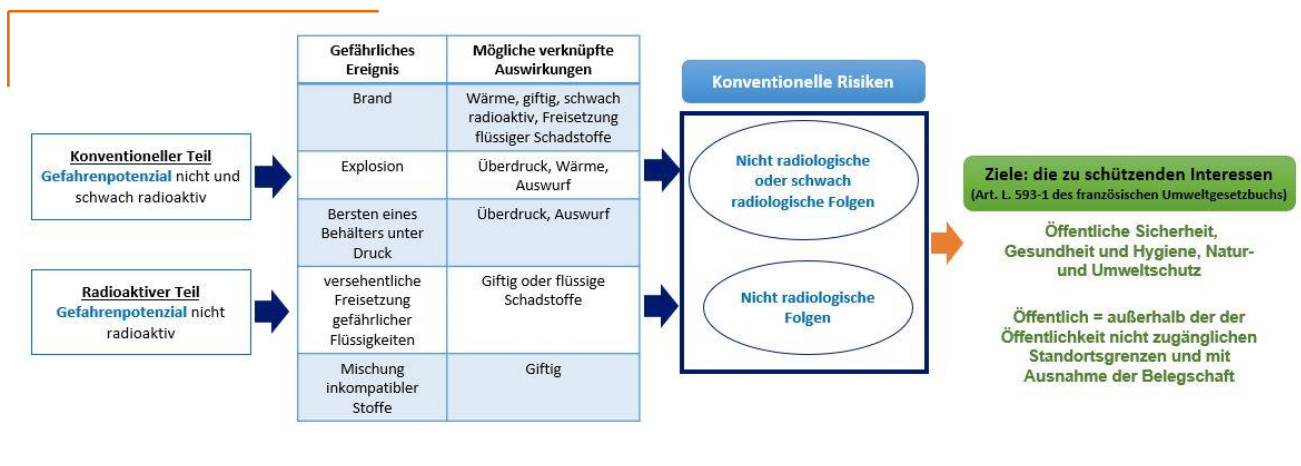 Konventioneller Teil
Gefahrenpotenzial nicht und
schwach radioaktiv
Radioaktiver Teil
Gefahrenpotenzial nicht
radioaktiv
Gefährliches
Ereignis
Mögliche verknüpfte
Auswirkungen
Brand
Wärme, giftig, schwach
radioaktiv, Freisetzung
flüssiger Schadstoffe
Explosion
Überdruck, Wärme,
Auswurf
Bersten eines
Behälters unter
Druck
Überdruck, Auswurf
versehentliche
Freisetzung
gefährlicher
Flüssigkeiten
Giftig oder flüssige
Schadstoffe
Mischung
inkompatibler
Stoffe
Giftig
Konventionelle Risiken
Nicht radiologische
oder schwach
radiologische Folgen
Nicht radiologische
Folgen
Ziele: die zu schützenden Interessen
(Art. L. 593-1 des französischen Umweltgesetzbuchs)
Öffentliche Sicherheit,
Gesundheit und Hygiene, Natur-
und Umweltschutz
Öffentlich = außerhalb der der
Öffentlichkeit nicht zugänglichen
Standortsgrenzen und mit
Ausnahme der Belegschaft